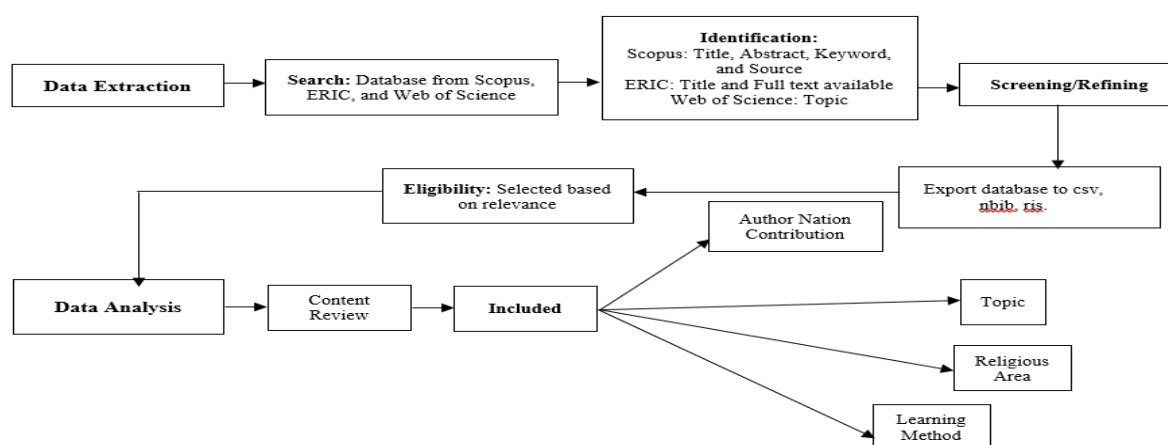 Data Extraction
Search: Database from Scopus,
ERIC, and Web of Science
Identification:
Scopus: Title, Abstract, Keyword,
and Source
ERIC: Title and Full text available
Web of Science: Topic
Screening/Refining
Export database to csv,
nbib, ris.
Eligibility: Selected based
on relevance
Data Analysis
Content
Review
Included
Author Nation
Contribution
Topic
Religious
Area
Learning
Method